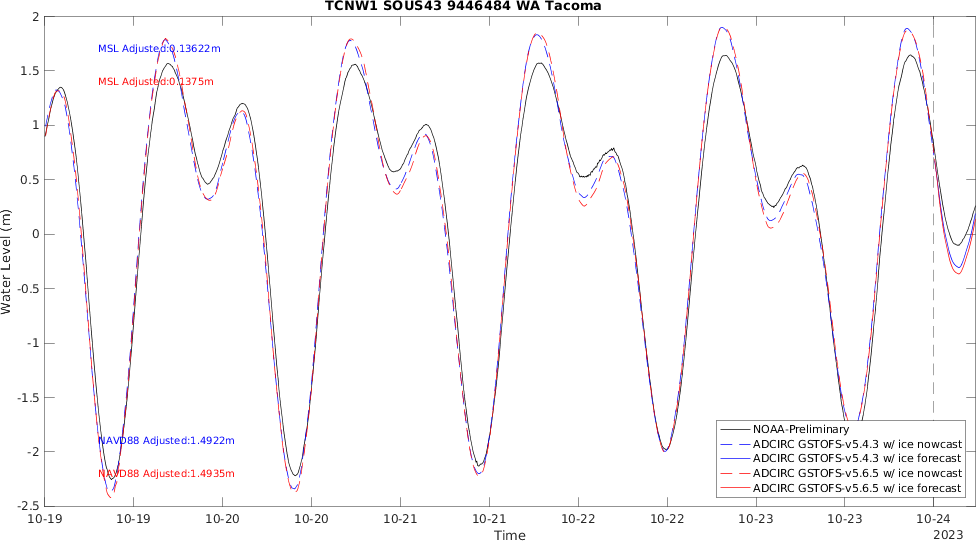 TCNW1 SOUS43 9446484 WA Tacoma
Water Level (m)
2
1.5
1
0.5
0
-0.5
-1
-1.5
-2
-2.5
MSL Adjusted:0.13622m
MSL Adjusted:0.1375m
NAVD88 Adjusted:1.4922m
NAVD88 Adjusted:1.4935m
NOAA-Preliminary
ADCIRC GSTOFS-v5.4.3 w/ ice nowcast
ADCIRC GSTOFS-v5.4.3 w/ ice forecast
ADCIRC GSTOFS-v5.6.5 w/ ice nowcast
ADCIRC GSTOFS-v5.6.5 w/ ice forecast
10-19 10-19 10-20 10-20 10-21 10-21 10-22 10-22 10-23 10-23 10-24
Time
2023